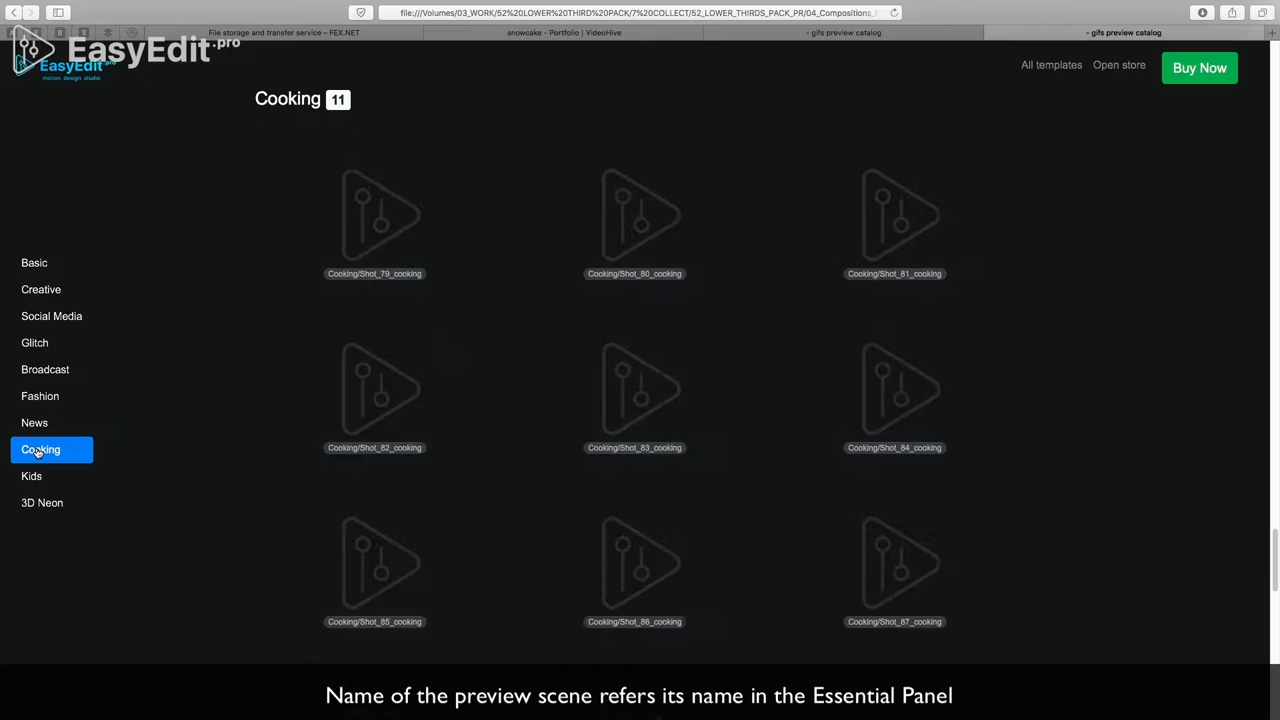 file:///Volumes/03_WORK/52%20LOWER%20THIRD%20PACK/7%20COLLECT/52_LOWER_THIRDS_PACK_PR/04_Compositions_P
File storage and transfer service – FEX.NET
snowcake - Portfolio | VideoHive
- gifs preview catalog
- gifs preview catalog
EasyEdit.pro
EasyEdit.pro
motion design studio
All templates
Open store
Buy Now
Cooking 11
Cooking/Shot_79_cooking
Cooking/Shot_80_cooking
Cooking/Shot_81_cooking
Basic
Creative
Social Media
Glitch
Broadcast
Fashion
News
Cooking
Kids
3D Neon
Cooking/Shot_82_cooking
Cooking/Shot_83_cooking
Cooking/Shot_84_cooking
Cooking/Shot_85_cooking
Cooking/Shot_86_cooking
Cooking/Shot_87_cooking
Name of the preview scene refers its name in the Essential Panel